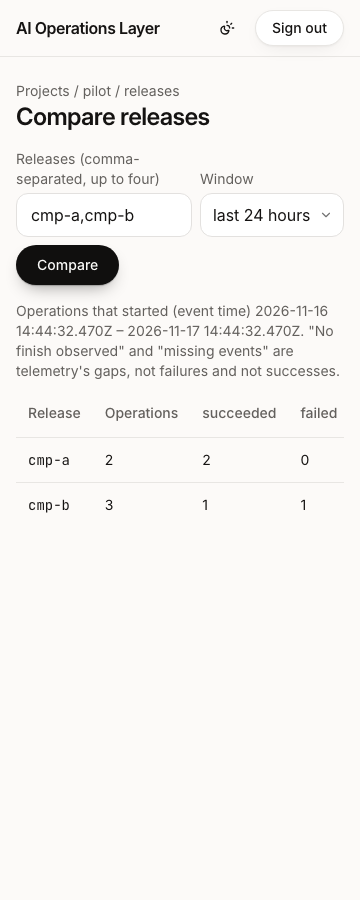 AI Operations Layer
Sign out
Projects / pilot / releases
Compare releases
Releases (comma-
separated, up to four)
Window
cmp-a,cmp-b
last 24 hours
Compare
Operations that started (event time) 2026-11-16
14:44:32.470Z – 2026-11-17 14:44:32.470Z. "No
finish observed" and "missing events" are
telemetry's gaps, not failures and not successes.
Release Operations succeeded failed
cmp-a 2 2 0
cmp-b 3 1 1